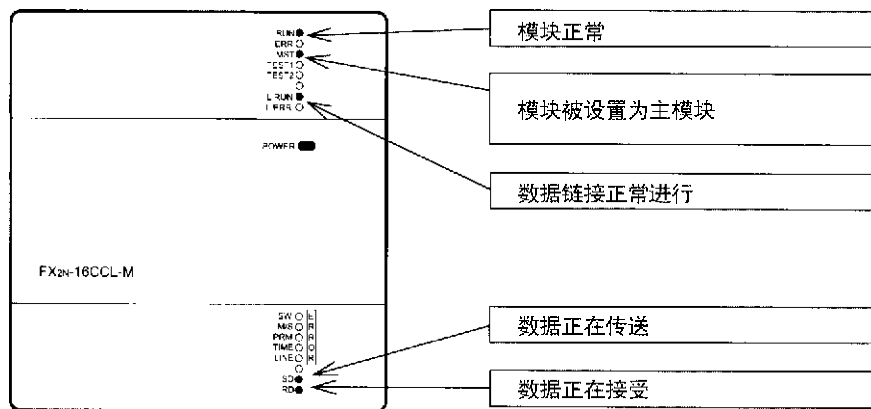 RUN
ERR
MST
TEST1
TEST2
L RUN
L ERR
POWER
FX2N-16CCL-M
SW
M/S
PRM
TIME
LINE
E
R
R
O
R
SD
RD
模块正常
模块被设置为主模块
数据链接正常进行
数据正在传送
数据正在接受